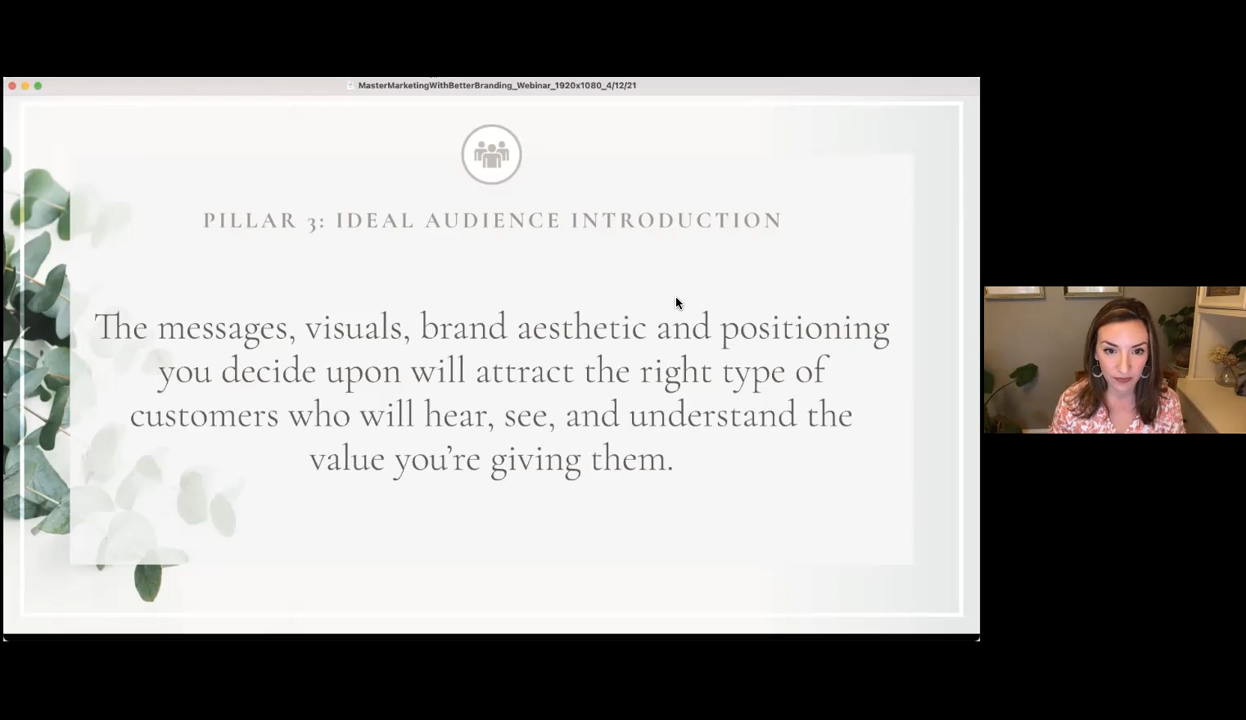 MasterMarketingWithBetterBranding_Webinar_1920x1080_4/12/21
PILLAR 3: IDEAL AUDIENCE INTRODUCTION
The messages, visuals, brand aesthetic and positioning
you decide upon will attract the right type of
customers who will hear, see, and understand the
value you’re giving them.